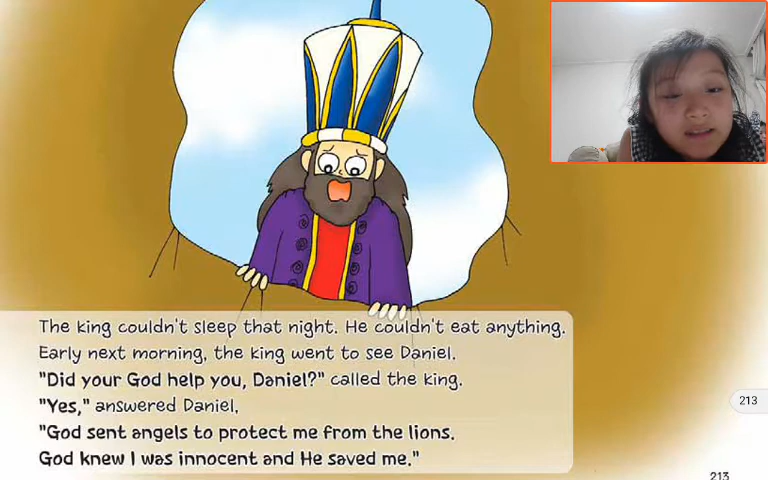 The king couldn't sleep that night. He couldn't eat anything.
Early next morning, the king went to see Daniel.
"Did your God help you, Daniel?" called the king.
"Yes," answered Daniel.
"God sent angels to protect me from the lions.
God knew I was innocent and He saved me."
213
213